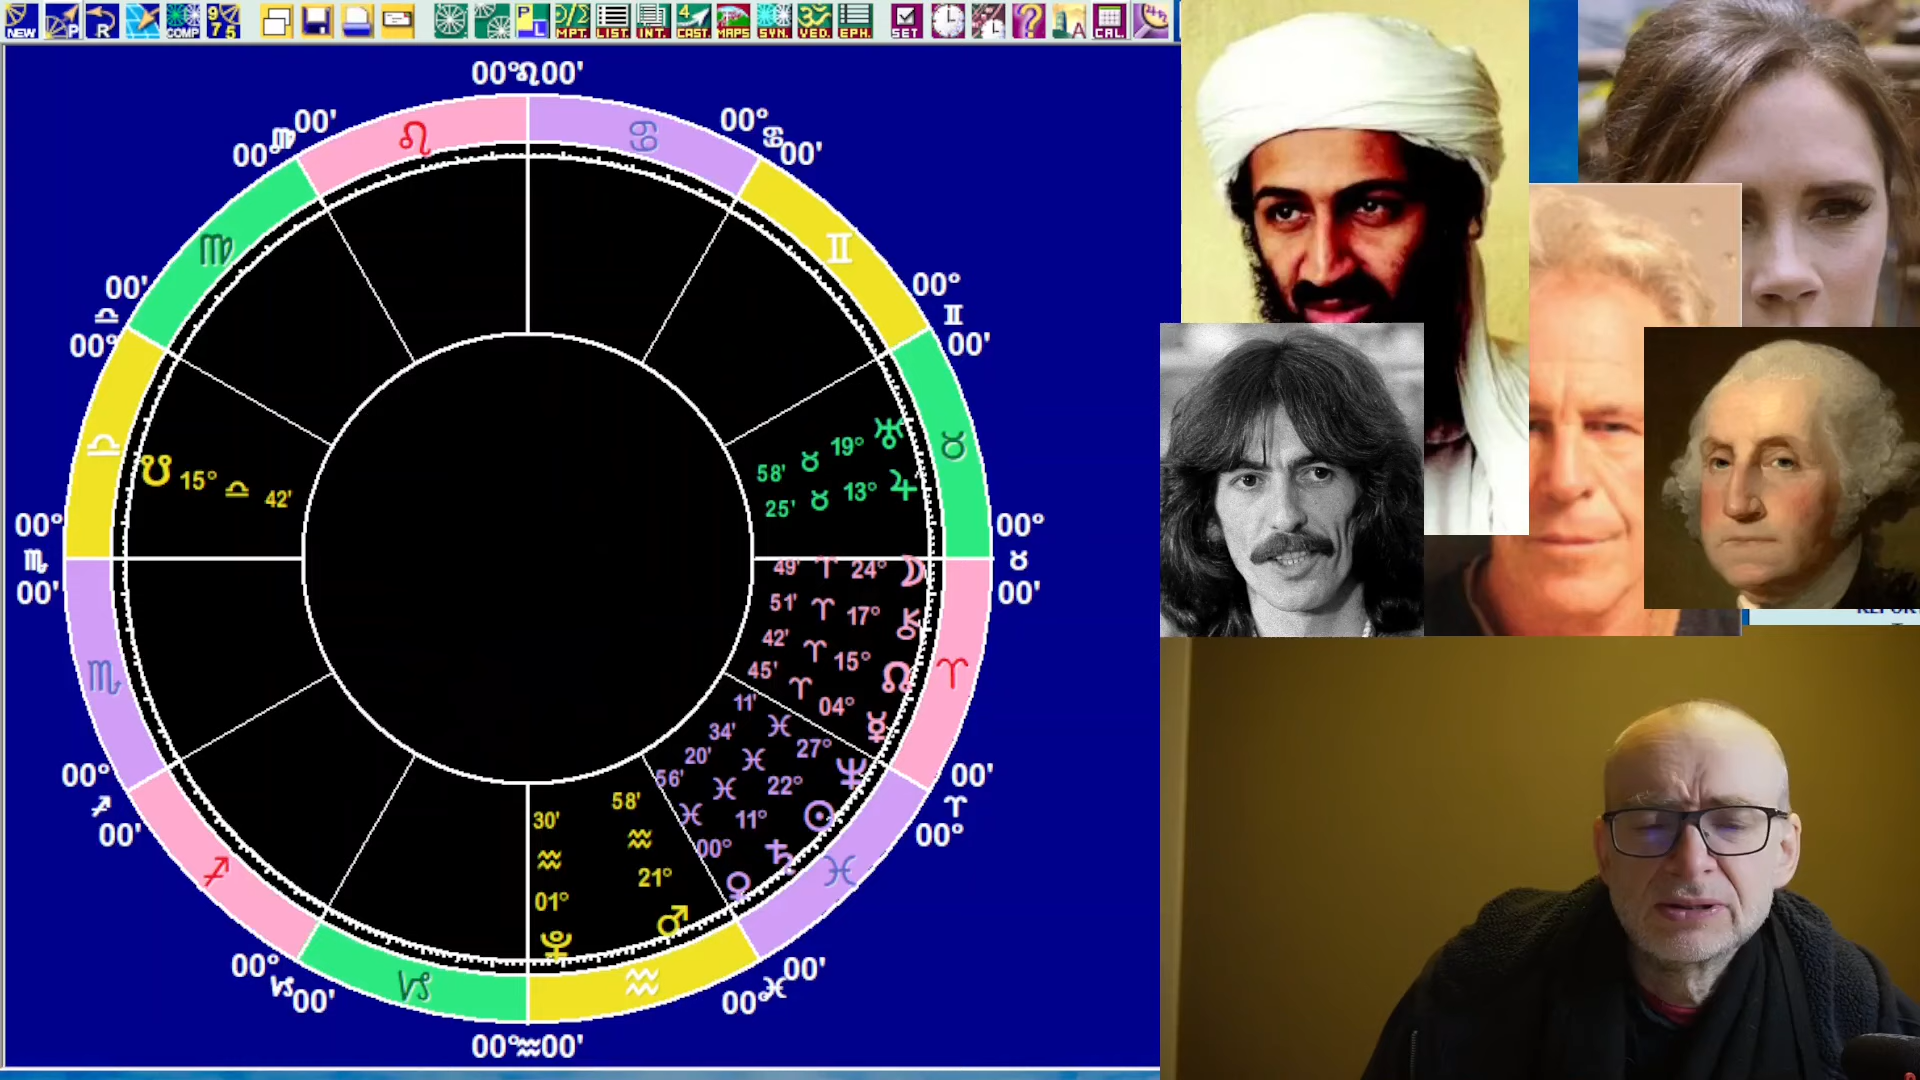 NEW P R COMP 97 75 P L MPT. LIST. INT. CAST. MAPS SYN. VED. EPH. SET A CAL.
00° ♌ 00'
00° ♍ 00'
00° ♋ 00'
00' ♎ 00°
00° ♊ 00'
♌ ♋
♍ ♊
♎ ♉
♅ 19° ♉ 58'
♃ 13° ♉ 25'
☋ 15° ♎ 42'
00° ♏ 00'
00° ♉ 00'
49' ♈ 24° ☽
51' ♈ 17° ⚷
42' ♈ 15° ☊
45' ♈ 04° ☿
11' ♓ 27° ♆
34' ♓ 22° ☉
20' ♓ 11° ♄
56' ♓ 00° ♀
58' ♒ 21° ♂
30' ♒ 01° ♇
♏ ♈
00° ♐ 00'
00' ♈ 00°
♐ ♓
♑ ♒
00° ♑ 00'
00° ♓ 00'
00° ♒ 00'